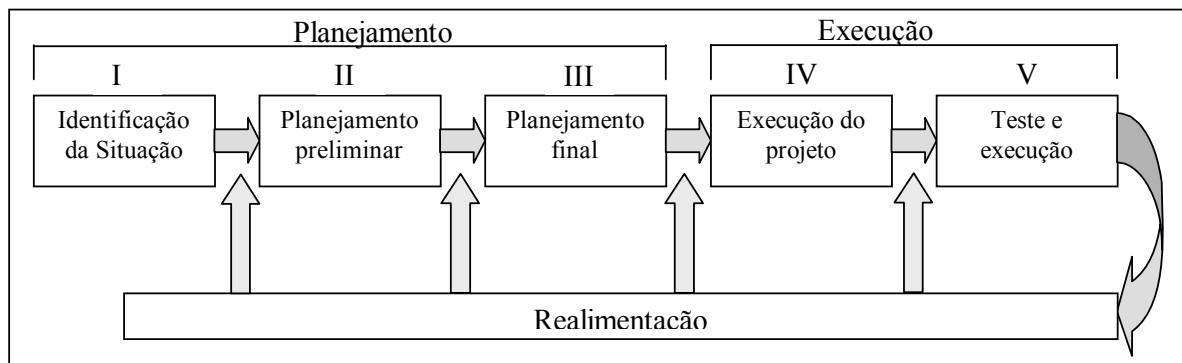 Planejamento
Execução
I
II
III
IV
V
Identificação
da Situação
Planejamento
preliminar
Planejamento
final
Execução do
projeto
Teste e
execução
Realimentacão